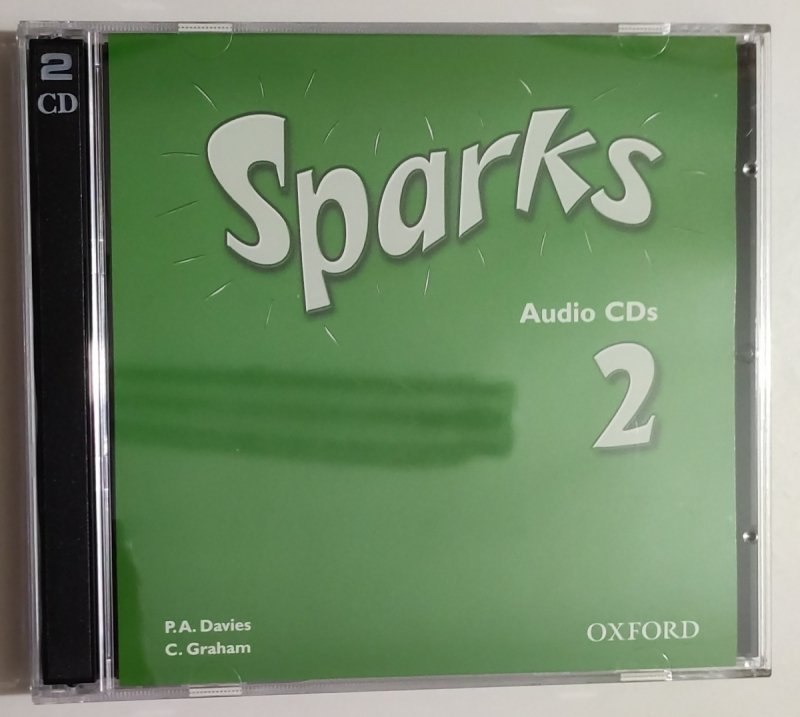 2
CD
Sparks
Audio CDs
2
P.A. Davies
C. Graham
OXFORD